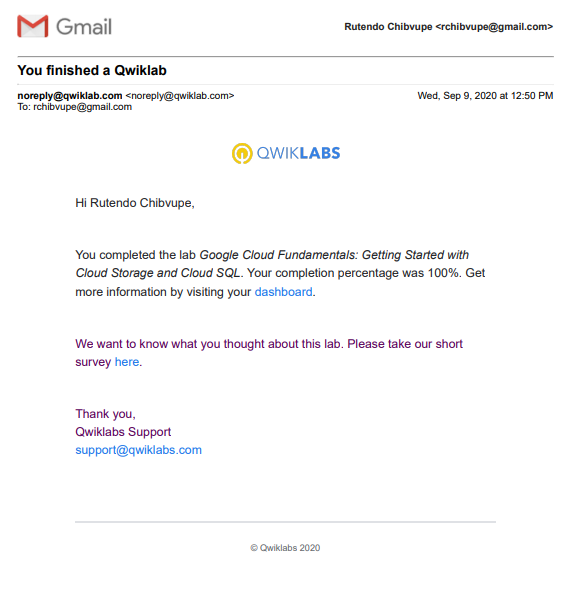 Gmail
Rutendo Chibvupe <rchibvupe@gmail.com>
You finished a Qwiklab
noreply@qwiklab.com <noreply@qwiklab.com>
Wed, Sep 9, 2020 at 12:50 PM
To: rchibvupe@gmail.com
QWIKLABS
Hi Rutendo Chibvupe,
You completed the lab Google Cloud Fundamentals: Getting Started with
Cloud Storage and Cloud SQL. Your completion percentage was 100%. Get
more information by visiting your dashboard.
We want to know what you thought about this lab. Please take our short
survey here.
Thank you,
Qwiklabs Support
support@qwiklabs.com
© Qwiklabs 2020